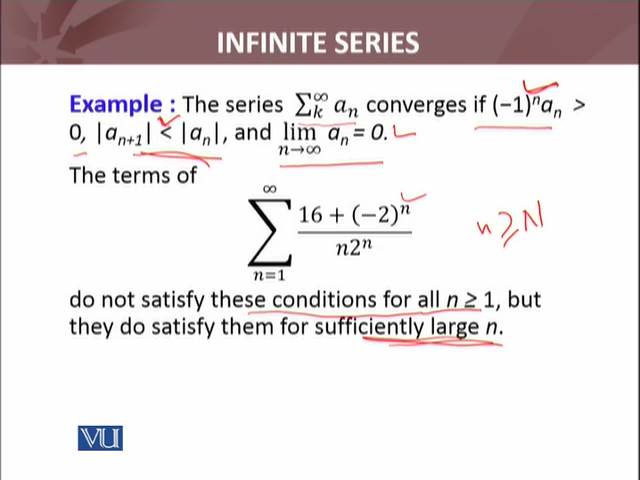 INFINITE SERIES
Example : The series ∑ₖ^∞ aₙ converges if (−1)ⁿaₙ >
0, |aₙ₊₁| < |aₙ|, and lim aₙ = 0.
n→∞
The terms of
∞
∑ (16 + (−2)ⁿ) / (n2ⁿ)
n=1
n ≥ N
do not satisfy these conditions for all n ≥ 1, but
they do satisfy them for sufficiently large n.
VU